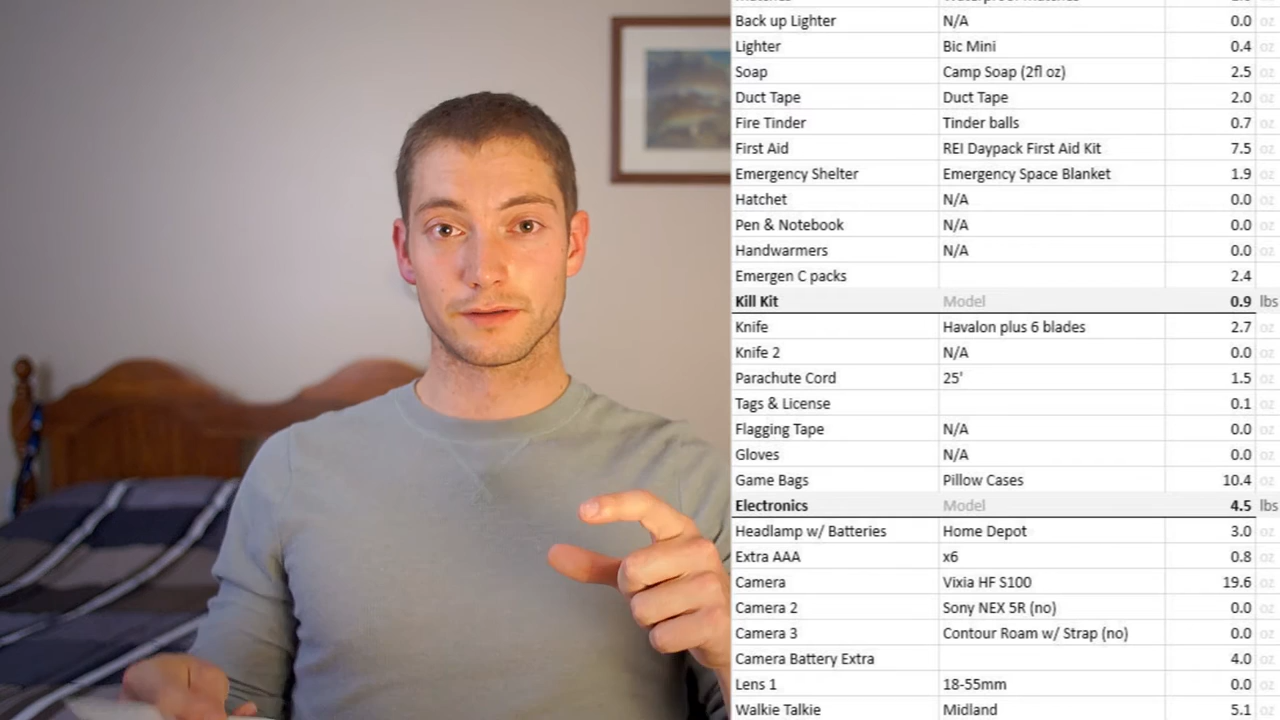 Back up Lighter N/A 0.0 oz
Lighter Bic Mini 0.4 oz
Soap Camp Soap (2fl oz) 2.5 oz
Duct Tape Duct Tape 2.0 oz
Fire Tinder Tinder balls 0.7 oz
First Aid REI Daypack First Aid Kit 7.5 oz
Emergency Shelter Emergency Space Blanket 1.9 oz
Hatchet N/A 0.0 oz
Pen & Notebook N/A 0.0 oz
Handwarmers N/A 0.0 oz
Emergen C packs 2.4
Kill Kit Model 0.9 lbs
Knife Havalon plus 6 blades 2.7 oz
Knife 2 N/A 0.0 oz
Parachute Cord 25' 1.5 oz
Tags & License 0.1 oz
Flagging Tape N/A 0.0 oz
Gloves N/A 0.0 oz
Game Bags Pillow Cases 10.4 oz
Electronics Model 4.5 lbs
Headlamp w/ Batteries Home Depot 3.0 oz
Extra AAA x6 0.8 oz
Camera Vixia HF S100 19.6 oz
Camera 2 Sony NEX 5R (no) 0.0 oz
Camera 3 Contour Roam w/ Strap (no) 0.0 oz
Camera Battery Extra 4.0 oz
Lens 1 18-55mm 0.0 oz
Walkie Talkie Midland 5.1 oz